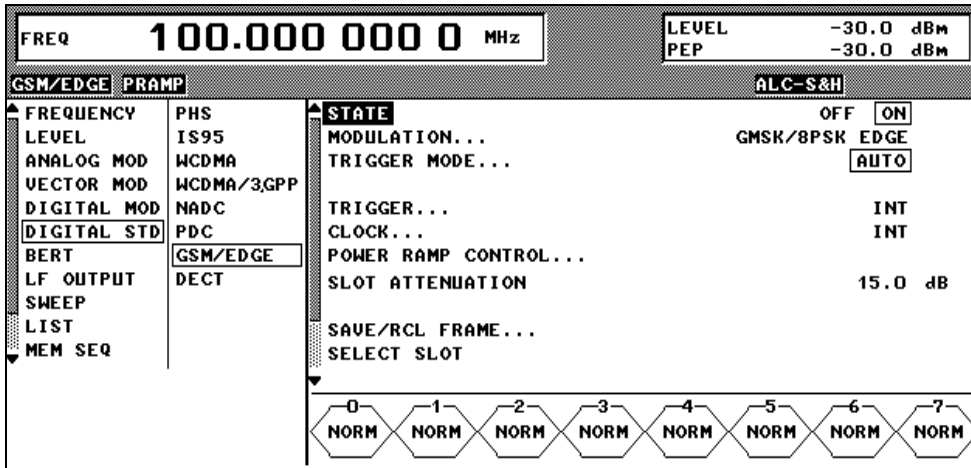 FREQ 100.000 000 0 MHz
LEVEL -30.0 dBm
PEP -30.0 dBm
GSM/EDGE PRAMP ALC-S&H
FREQUENCY
LEVEL
ANALOG MOD
VECTOR MOD
DIGITAL MOD
DIGITAL STD
BERT
LF OUTPUT
SWEEP
LIST
MEM SEQ
PHS
IS95
WCDMA
WCDMA/3GPP
NADC
PDC
GSM/EDGE
DECT
STATE OFF ON
MODULATION... GMSK/8PSK EDGE
TRIGGER MODE... AUTO
TRIGGER... INT
CLOCK... INT
POWER RAMP CONTROL...
SLOT ATTENUATION 15.0 dB
SAVE/RCL FRAME...
SELECT SLOT
0 1 2 3 4 5 6 7
NORM NORM NORM NORM NORM NORM NORM NORM